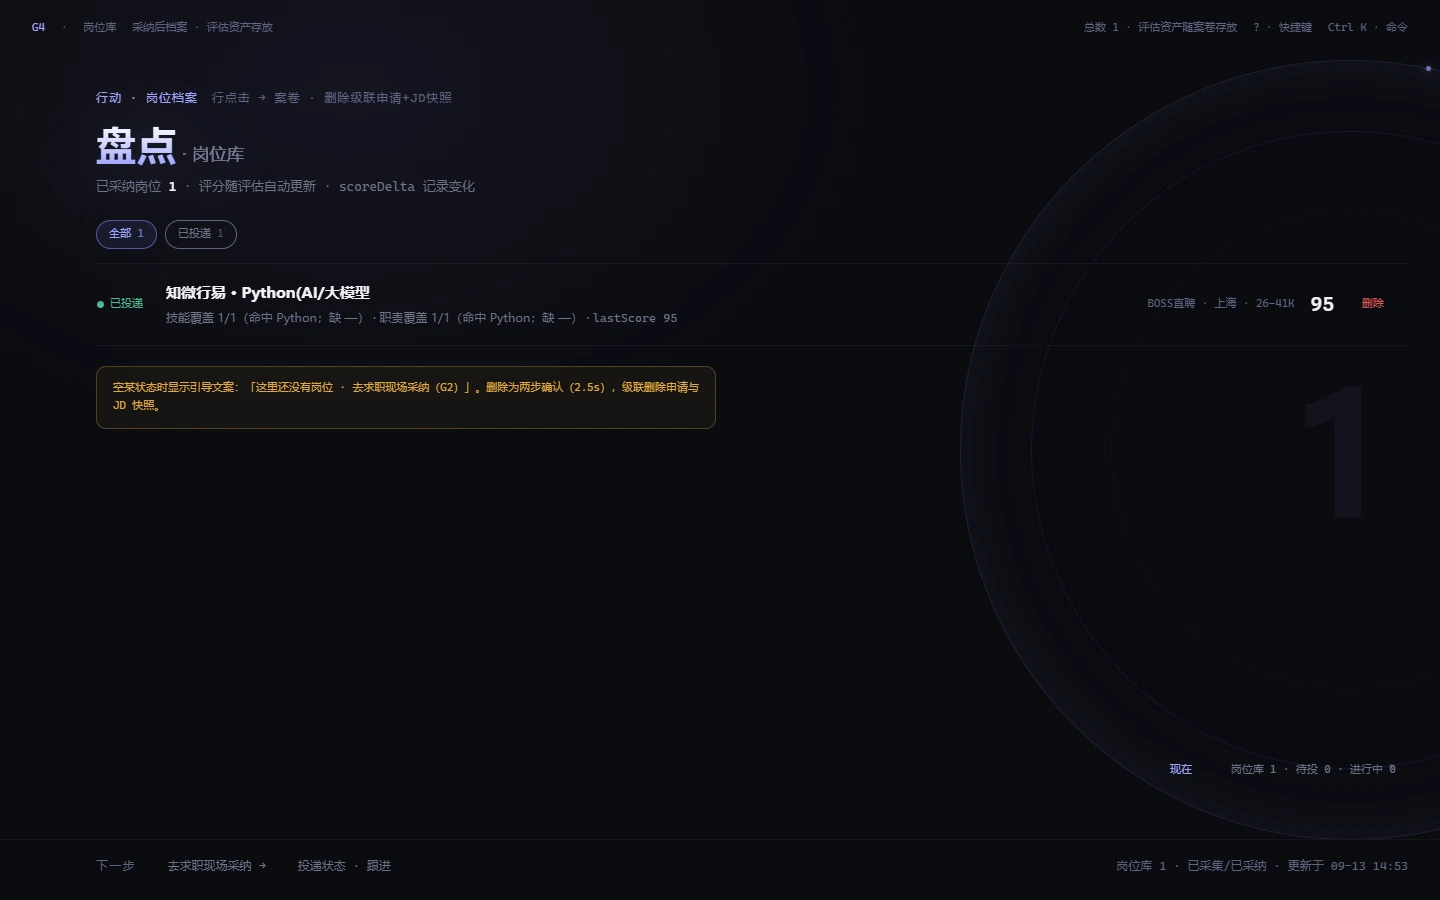 G4 · 岗位库 采纳后档案 · 评估资产存放
总数 1 · 评估资产随案卷存放 ? · 快捷键 Ctrl K · 命令
行动 · 岗位档案 行点击 → 案卷 · 删除级联申请+JD快照
盘点 · 岗位库
已采纳岗位 1 · 评分随评估自动更新 · scoreDelta 记录变化
全部 1 已投递 1
已投递 知微行易 • Python(AI/大模型
技能覆盖 1/1（命中 Python; 缺 —）· 职责覆盖 1/1（命中 Python; 缺 —）· lastScore 95
BOSS直聘 · 上海 · 26-41K 95 删除
空某状态时显示引导文案: 「这里还没有岗位 · 去求职现场采纳（G2）」。删除为两步确认（2.5s）, 级联删除申请与
JD 快照。
1
现在 岗位库 1 · 待投 0 · 进行中 0
下一步 去求职现场采纳 → 投递状态 · 跟进
岗位库 1 · 已采集/已采纳 · 更新于 09-13 14:53